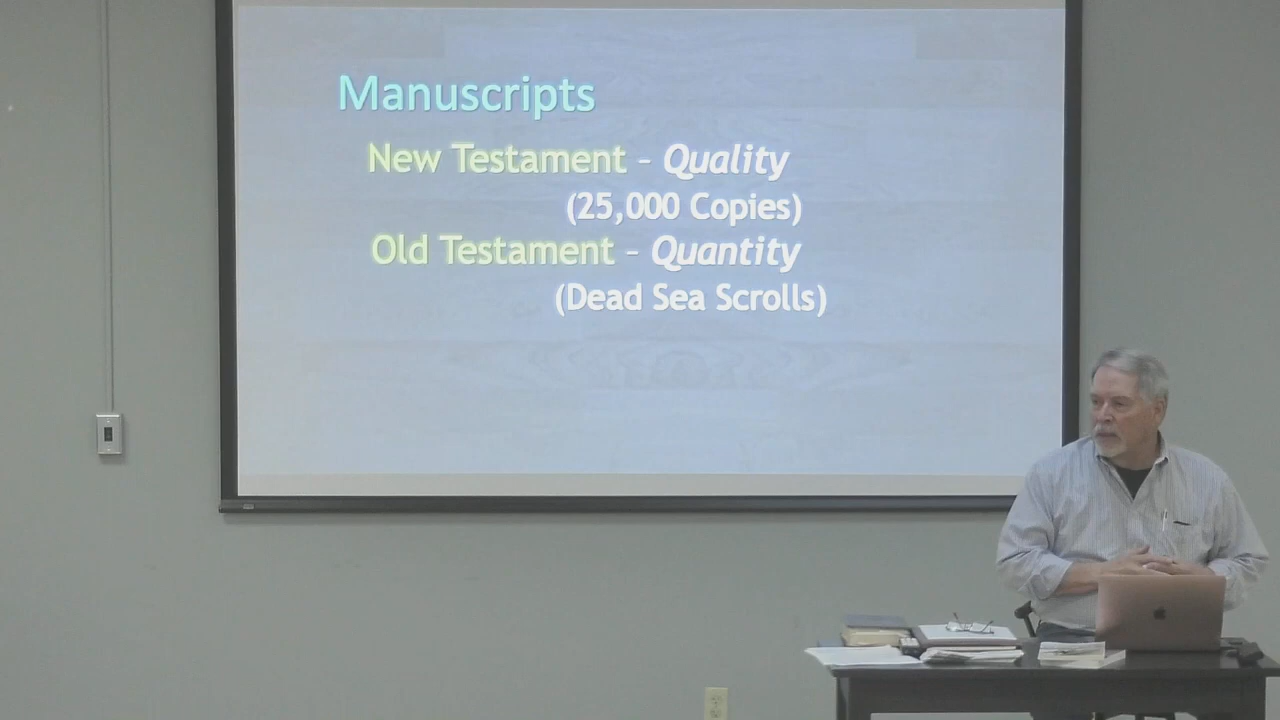 Manuscripts
New Testament – Quality
(25,000 Copies)
Old Testament – Quantity
(Dead Sea Scrolls)